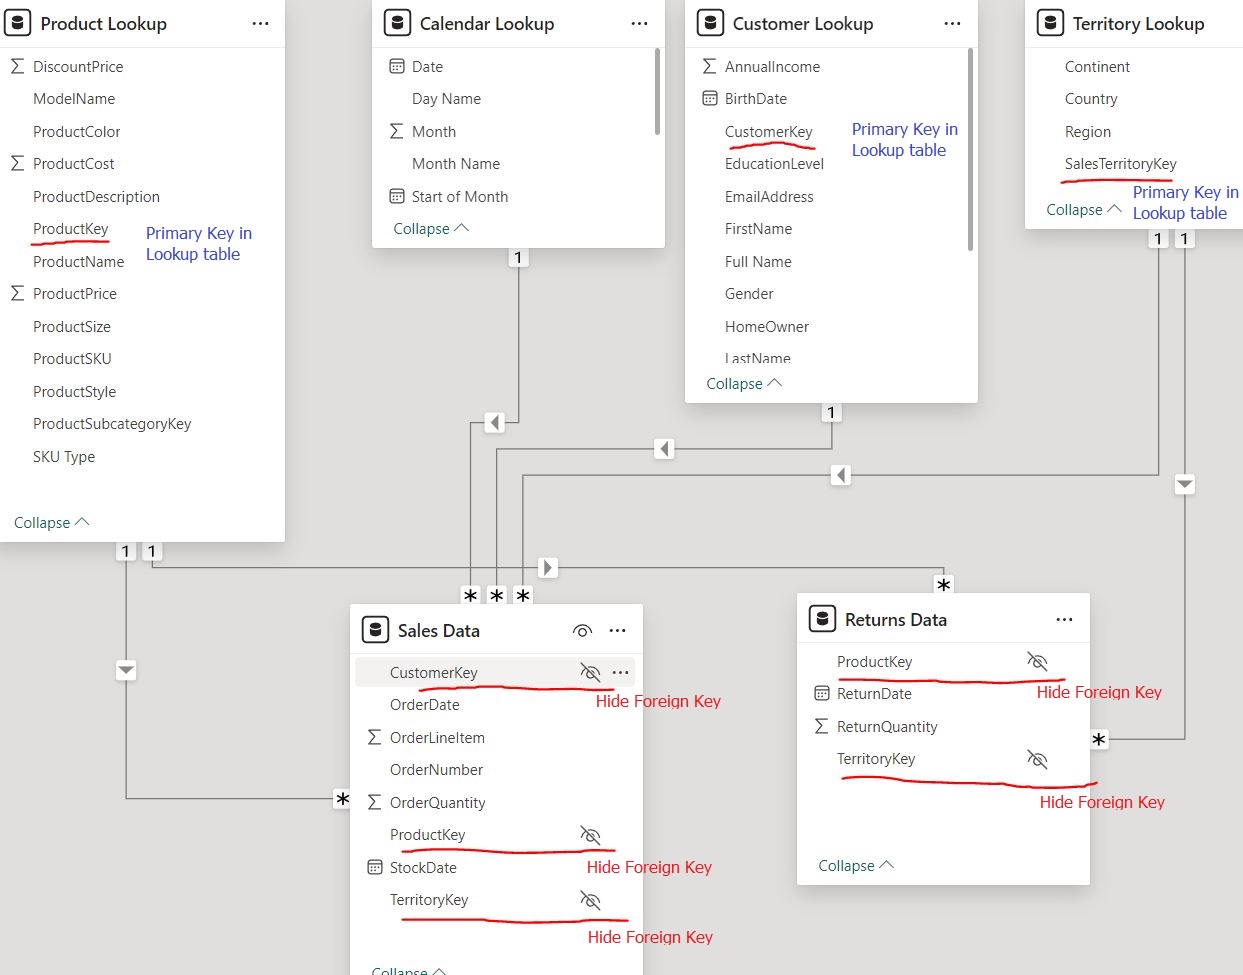 Product Lookup
DiscountPrice
ModelName
ProductColor
ProductCost
ProductDescription
ProductKey
Primary Key in
Lookup table
ProductName
ProductPrice
ProductSize
ProductSKU
ProductStyle
ProductSubcategoryKey
SKU Type
Collapse
1
1
Calendar Lookup
Date
Day Name
Month
Month Name
Start of Month
Collapse
1
Customer Lookup
AnnualIncome
BirthDate
CustomerKey
Primary Key in
Lookup table
EducationLevel
EmailAddress
FirstName
Full Name
Gender
HomeOwner
LastName
Collapse
1
Territory Lookup
Continent
Country
Region
SalesTerritoryKey
Primary Key in
Lookup table
Collapse
1
1
* * *
*
Sales Data
CustomerKey
Hide Foreign Key
OrderDate
OrderLineItem
OrderNumber
OrderQuantity
ProductKey
Hide Foreign Key
StockDate
TerritoryKey
Hide Foreign Key
Collapse
*
Returns Data
ProductKey
Hide Foreign Key
ReturnDate
ReturnQuantity
TerritoryKey
Hide Foreign Key
Collapse
*